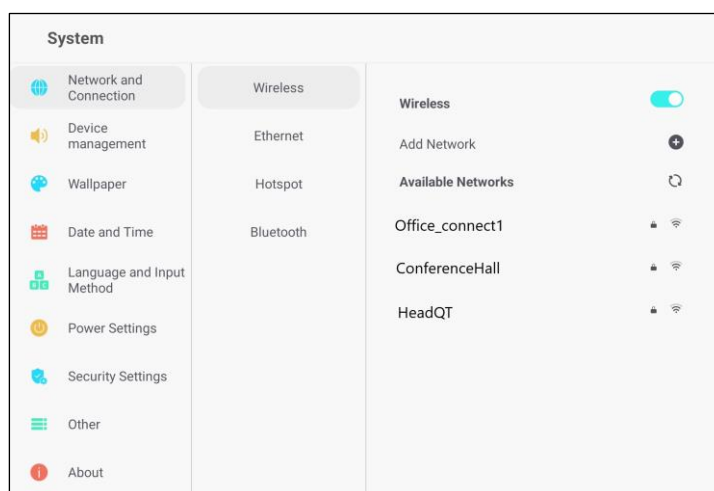 System
Network and
Connection
Device
management
Wallpaper
Date and Time
Language and Input
Method
Power Settings
Security Settings
Other
About
Wireless
Ethernet
Hotspot
Bluetooth
Wireless
Add Network
Available Networks
Office_connect1
ConferenceHall
HeadQT